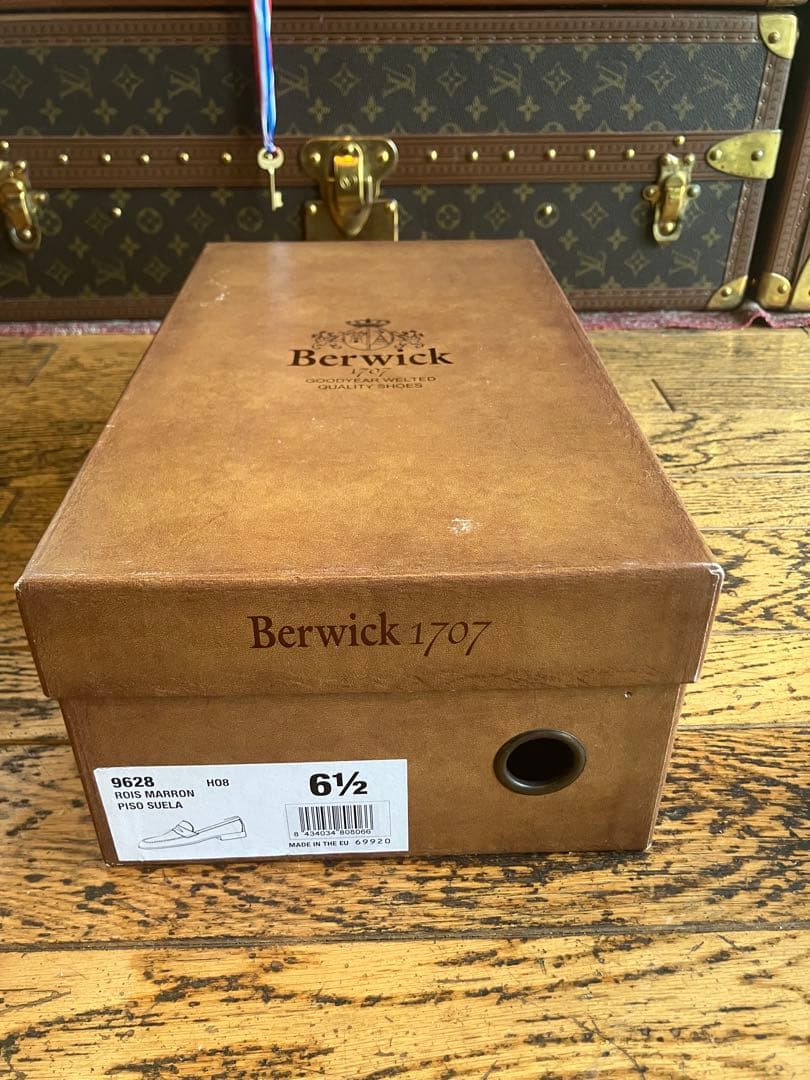 Berwick
1707
GOODYEAR WELTED
QUALITY SHOES
Berwick 1707
9628 H08 6½
ROIS MARRON
PISO SUELA
8 434034 808066
MADE IN THE EU 69920